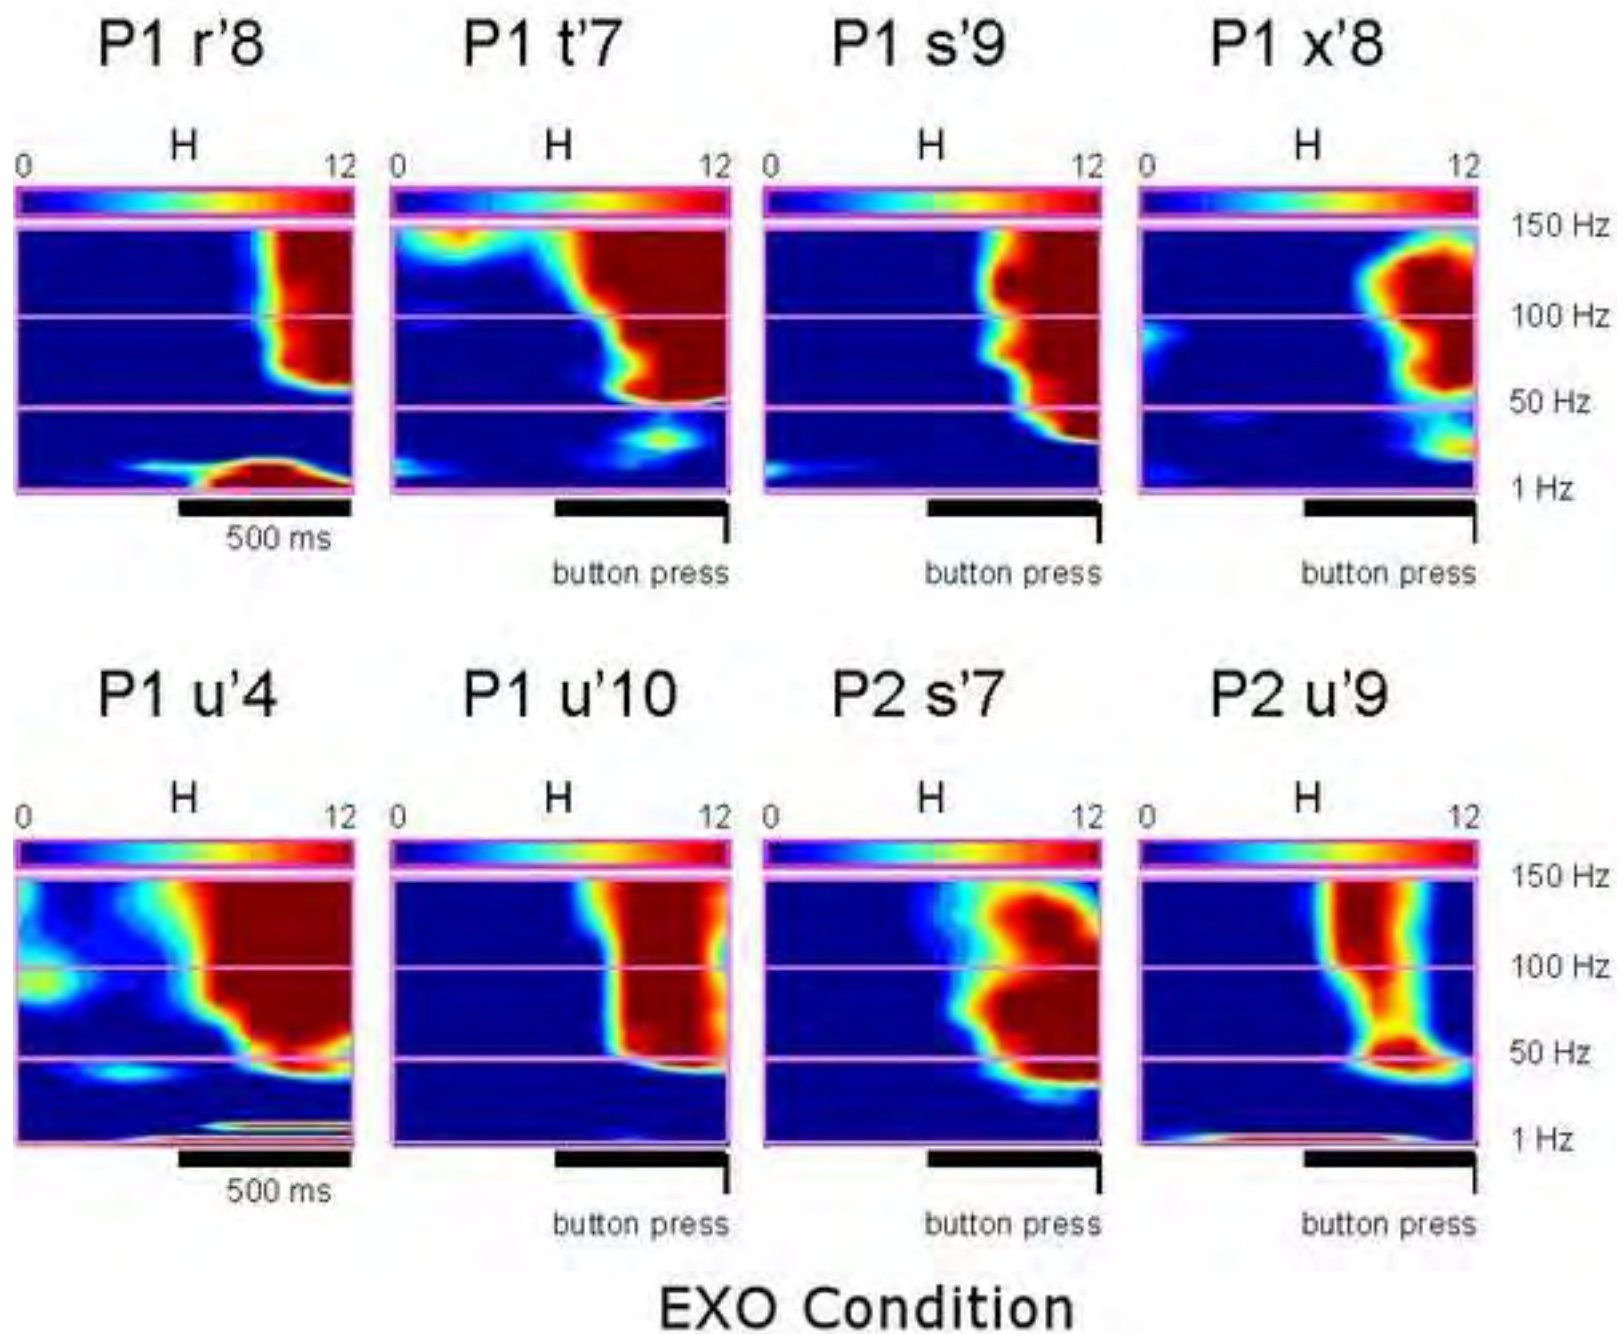 P1 r'8 P1 t'7 P1 s'9 P1 x'8
H H H H
0 12 0 12 0 12 0 12
150 Hz
100 Hz
50 Hz
1 Hz
500 ms
button press button press button press
P1 u'4 P1 u'10 P2 s'7 P2 u'9
H H H H
0 12 0 12 0 12 0 12
150 Hz
100 Hz
50 Hz
1 Hz
500 ms
button press button press button press
EXO Condition